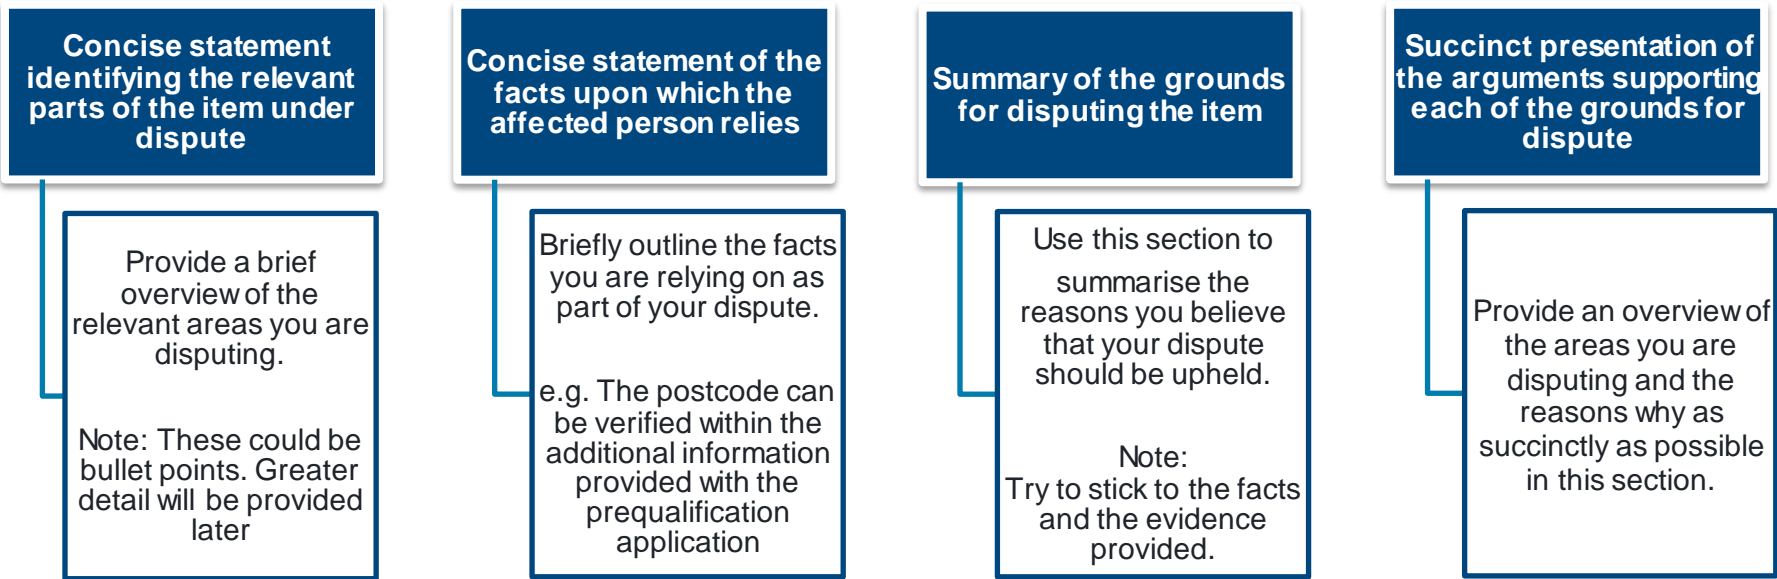 Concise statement
identifying the relevant
parts of the item under
dispute
Provide a brief
overview of the
relevant areas you are
disputing.
Note: These could be
bullet points. Greater
detail will be provided
later
Concise statement of the
facts upon which the
affected person relies
Briefly outline the facts
you are relying on as
part of your dispute.
e.g. The postcode can
be verified within the
additional information
provided with the
prequalification
application
Summary of the grounds
for disputing the item
Use this section to
summarise the
reasons you believe
that your dispute
should be upheld.
Note:
Try to stick to the facts
and the evidence
provided.
Succinct presentation of
the arguments supporting
each of the grounds for
dispute
Provide an overview of
the areas you are
disputing and the
reasons why as
succinctly as possible
in this section.